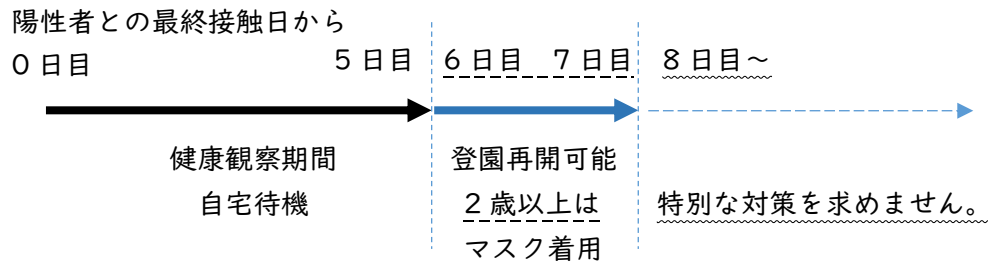 陽性者との最終接触日から
0日目 5日目 6日目 7日目 8日目~
健康観察期間 登園再開可能
自宅待機 2歳以上は 特別な対策を求めません。
マスク着用